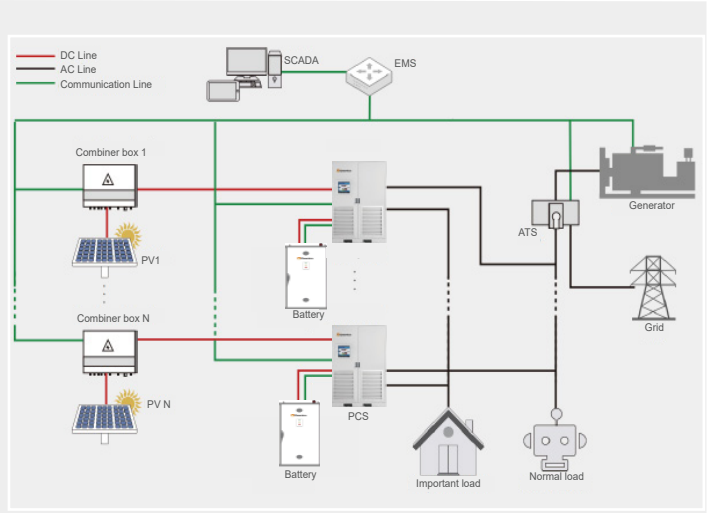 DC Line
AC Line
Communication Line
SCADA
EMS
Combiner box 1
PV1
Battery
ATS
Generator
Grid
Combiner box N
PV N
Battery
PCS
Important load
Normal load